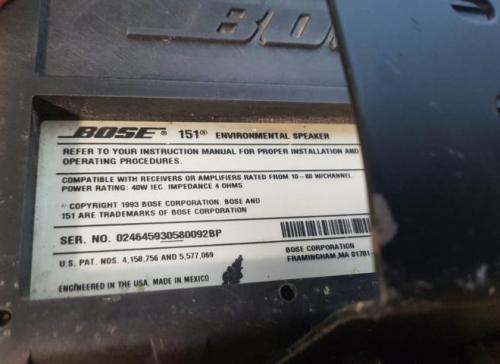 BOSE
BOSE 151® ENVIRONMENTAL SPEAKER
REFER TO YOUR INSTRUCTION MANUAL FOR PROPER INSTALLATION AND
OPERATING PROCEDURES.
COMPATIBLE WITH RECEIVERS OR AMPLIFIERS RATED FROM 10 - 80 W/CHANNEL
POWER RATING: 40W IEC. IMPEDANCE 4 OHMS
© COPYRIGHT 1993 BOSE CORPORATION. BOSE AND
151 ARE TRADEMARKS OF BOSE CORPORATION
SER. NO. 024645930580092BP
U.S. PAT. NOS. 4,158,756 AND 5,577,069
BOSE CORPORATION
FRAMINGHAM, MA 01701
ENGINEERED IN THE USA, MADE IN MEXICO